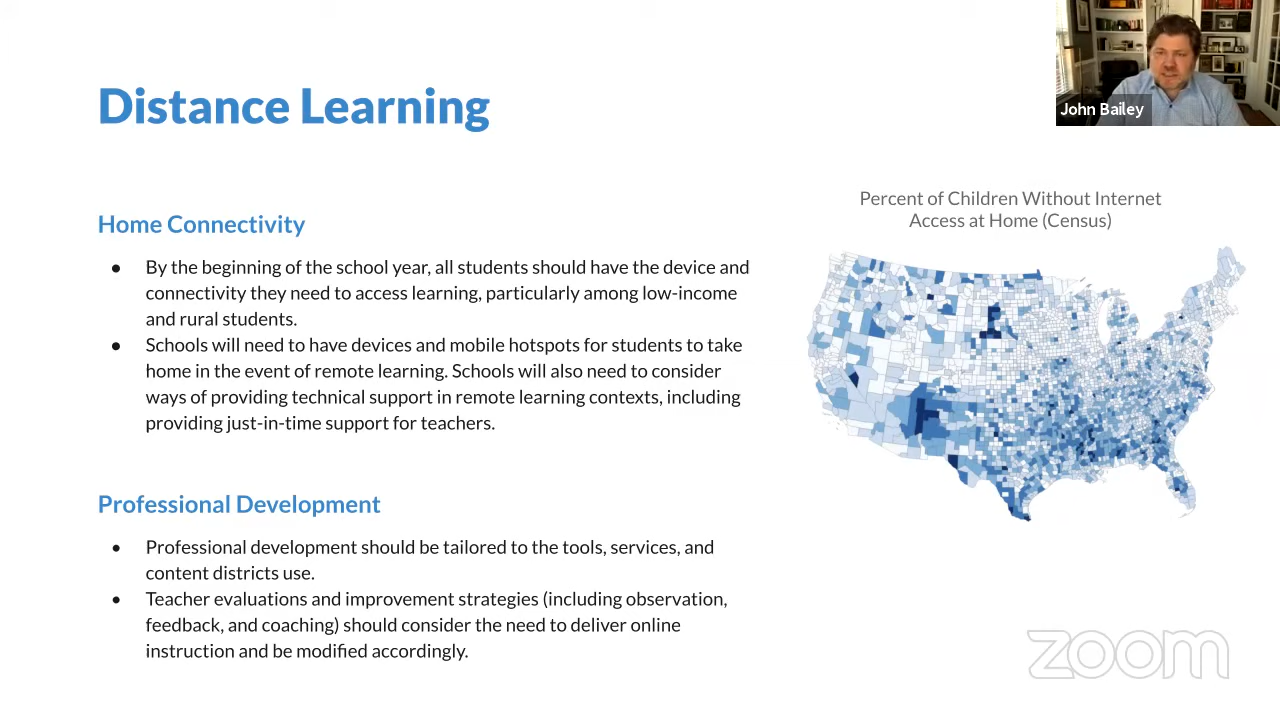 John Bailey
Distance Learning
Home Connectivity
● By the beginning of the school year, all students should have the device and
connectivity they need to access learning, particularly among low-income
and rural students.
● Schools will need to have devices and mobile hotspots for students to take
home in the event of remote learning. Schools will also need to consider
ways of providing technical support in remote learning contexts, including
providing just-in-time support for teachers.
Professional Development
● Professional development should be tailored to the tools, services, and
content districts use.
● Teacher evaluations and improvement strategies (including observation,
feedback, and coaching) should consider the need to deliver online
instruction and be modified accordingly.
Percent of Children Without Internet
Access at Home (Census)
zoom